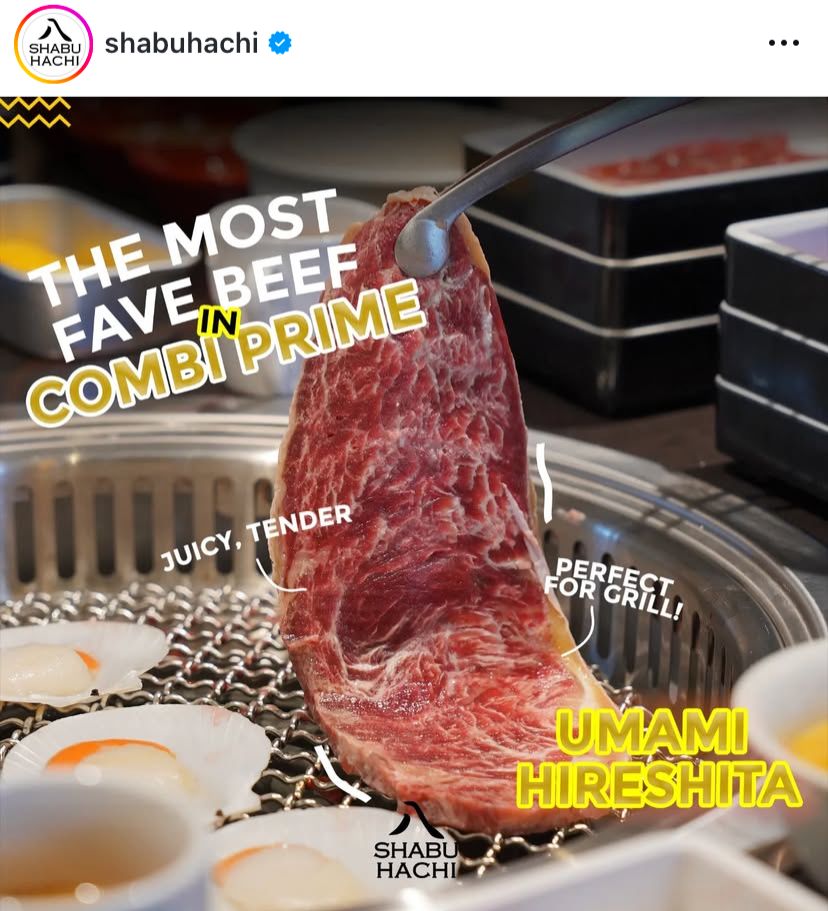 SHABU
HACHI
shabuhachi
THE MOST
FAVE BEEF
IN
COMBI PRIME
JUICY, TENDER
PERFECT
FOR GRILL!
UMAMI
HIRESHITA
SHABU
HACHI